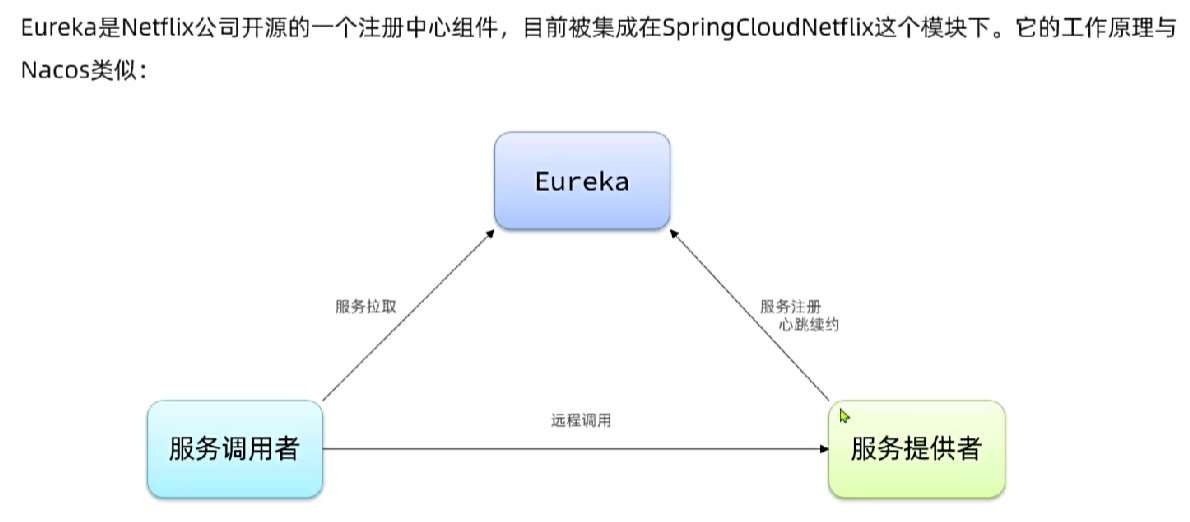 Eureka是Netflix公司开源的一个注册中心组件，目前被集成在SpringCloudNetflix这个模块下。它的工作原理与
Nacos类似：
Eureka
服务拉取
服务注册
心跳续约
远程调用
服务调用者
服务提供者